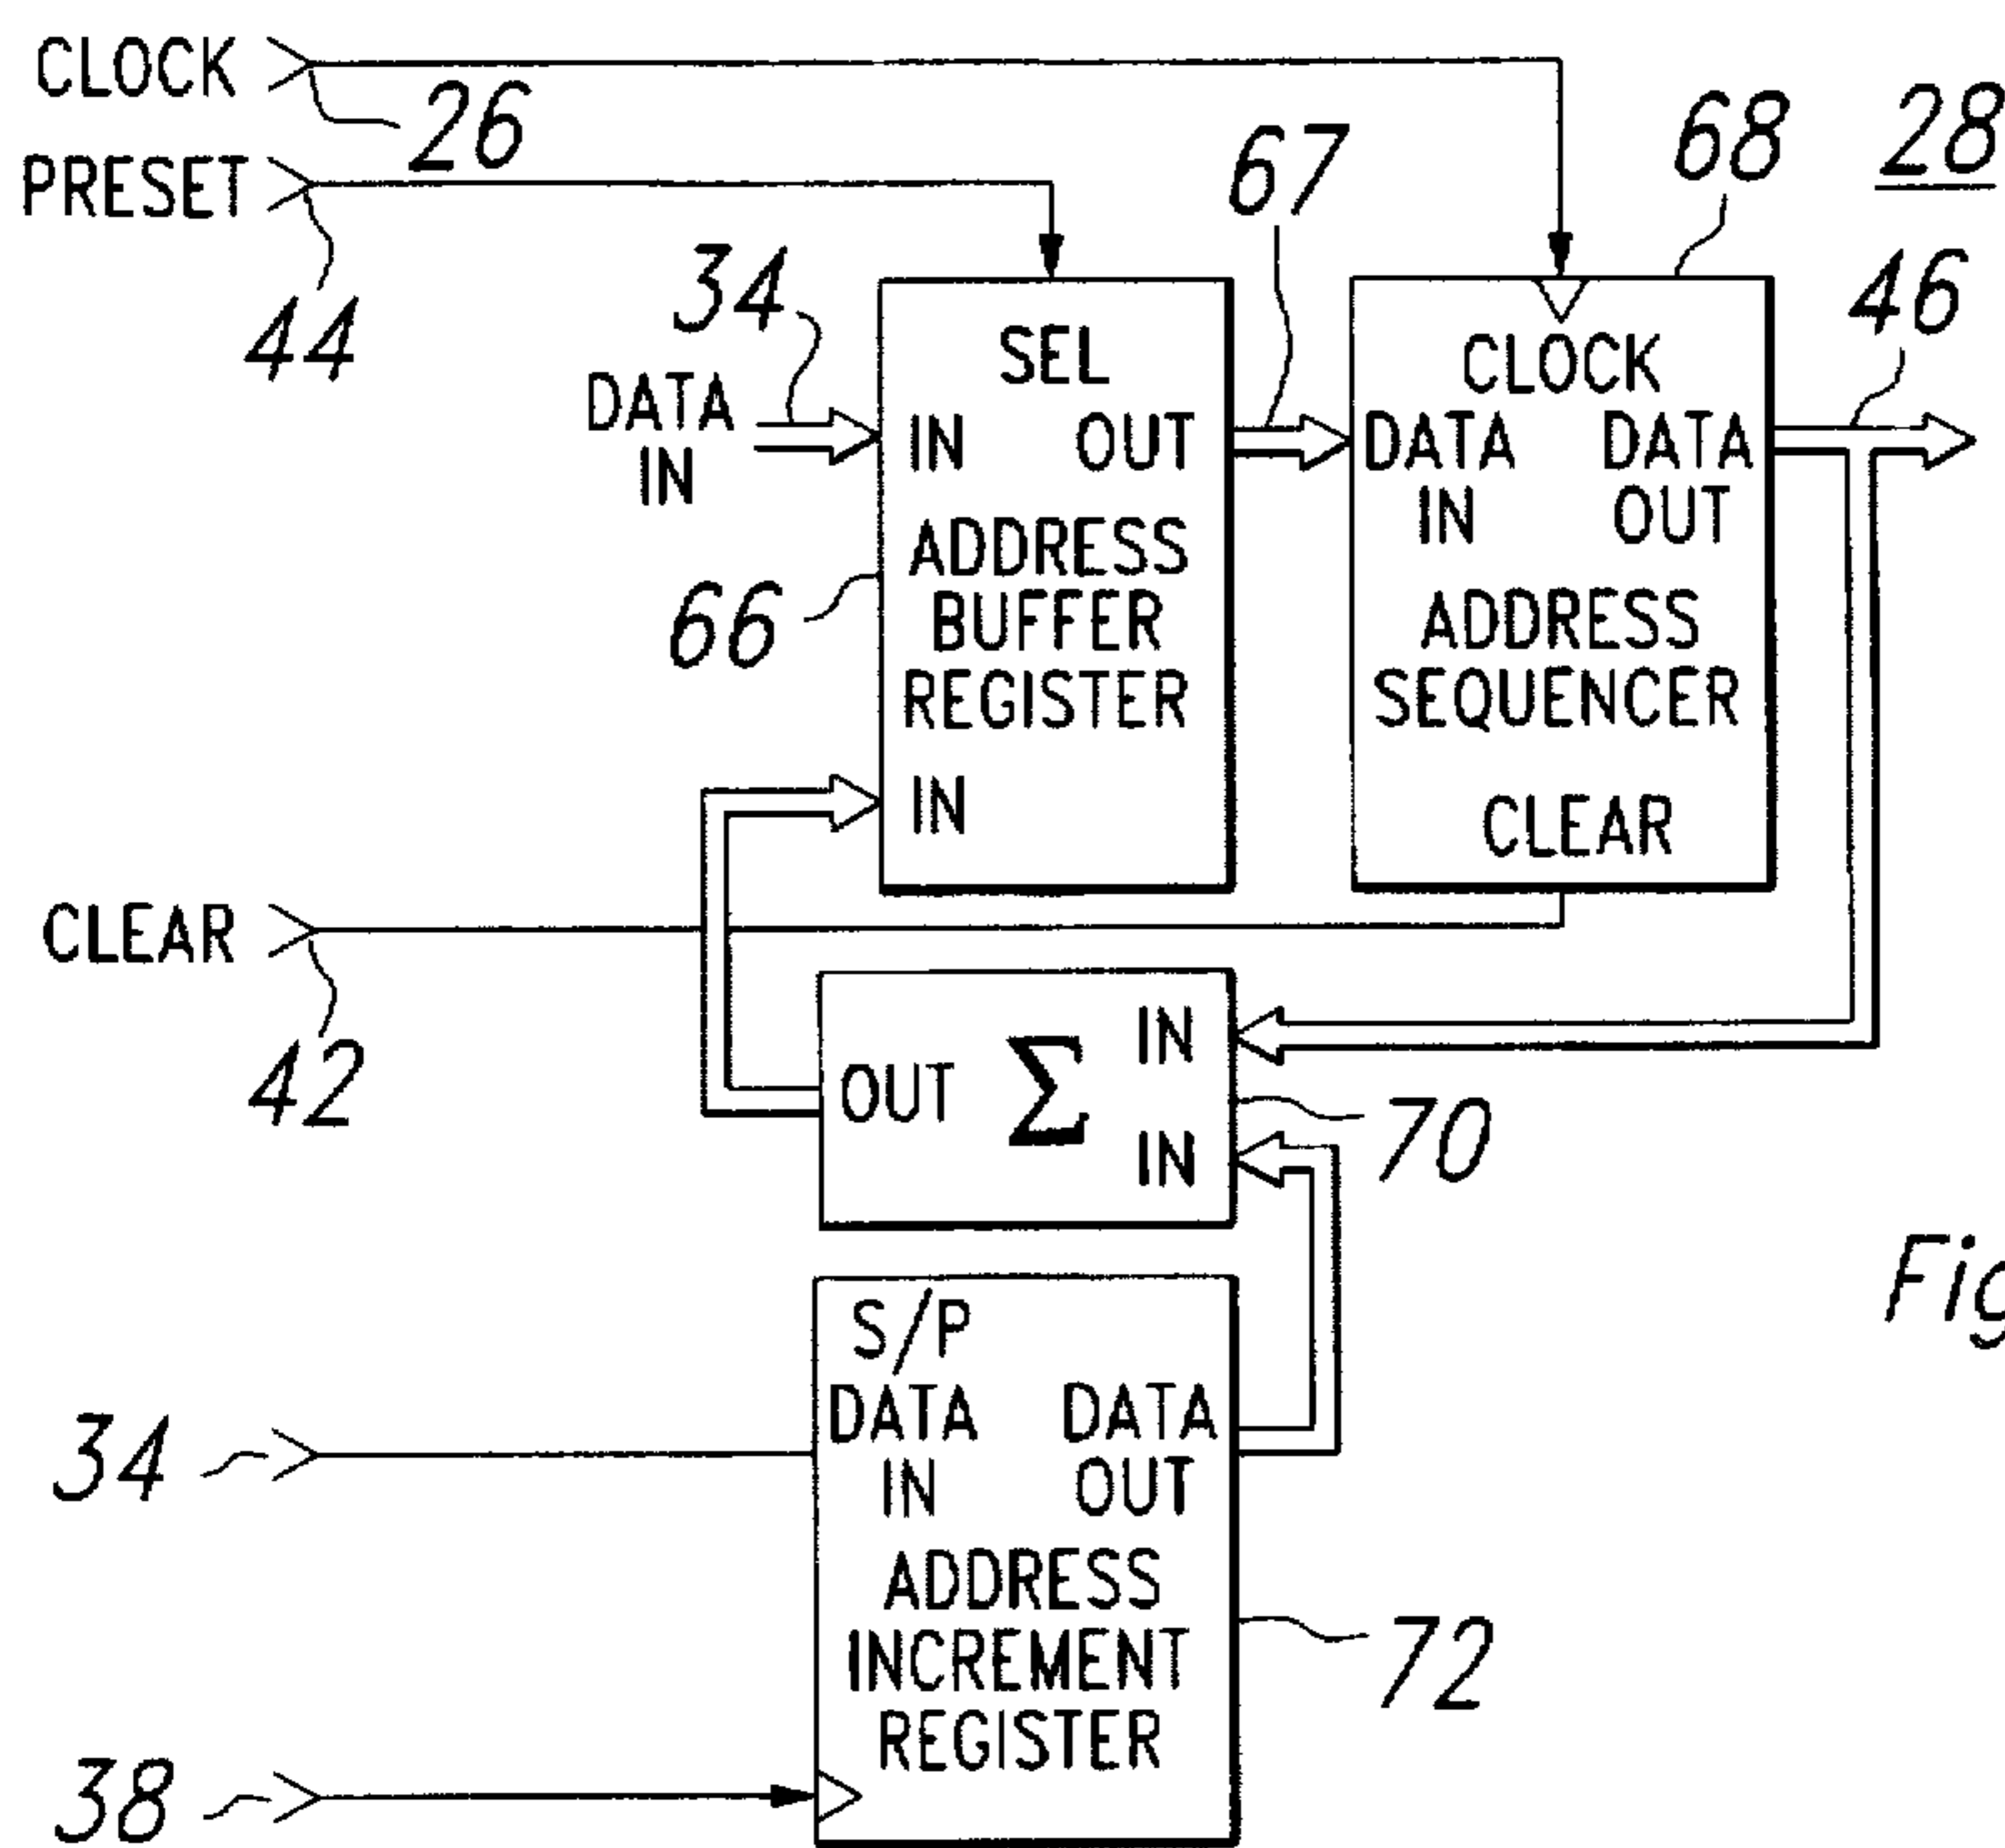 CLOCK
26
PRESET
44
67
68
28
34
DATA
IN
SEL
IN OUT
ADDRESS
BUFFER
REGISTER
IN
66
CLOCK
DATA DATA
IN OUT
ADDRESS
SEQUENCER
CLEAR
46
CLEAR
42
OUT Σ IN
IN
70
S/P
DATA DATA
IN OUT
ADDRESS
INCREMENT
REGISTER
72
34
38
Fig